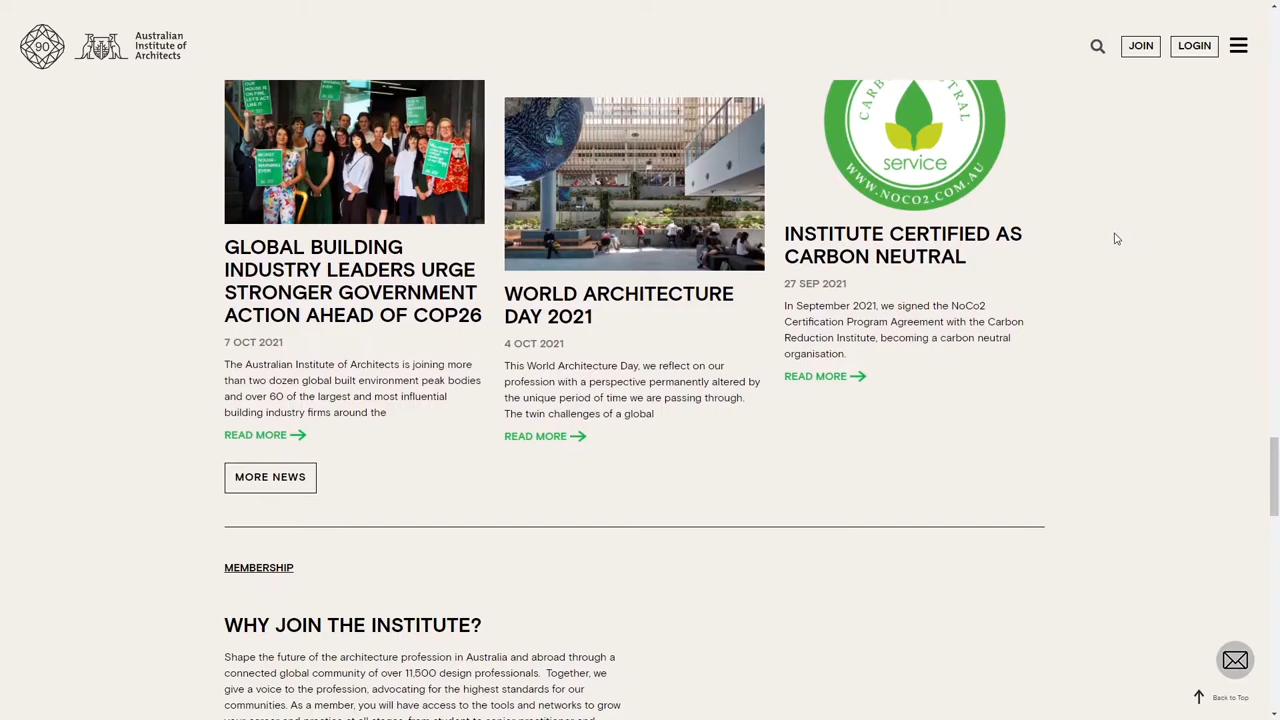 90
Australian
Institute of
Architects
JOIN
LOGIN
CARBON NEUTRAL
service
WWW.NOCO2.COM.AU
GLOBAL BUILDING
INDUSTRY LEADERS URGE
STRONGER GOVERNMENT
ACTION AHEAD OF COP26
7 OCT 2021
The Australian Institute of Architects is joining more
than two dozen global built environment peak bodies
and over 60 of the largest and most influential
building industry firms around the
READ MORE
WORLD ARCHITECTURE
DAY 2021
4 OCT 2021
This World Architecture Day, we reflect on our
profession with a perspective permanently altered by
the unique period of time we are passing through.
The twin challenges of a global
READ MORE
INSTITUTE CERTIFIED AS
CARBON NEUTRAL
27 SEP 2021
In September 2021, we signed the NoCo2
Certification Program Agreement with the Carbon
Reduction Institute, becoming a carbon neutral
organisation.
READ MORE
MORE NEWS
MEMBERSHIP
WHY JOIN THE INSTITUTE?
Shape the future of the architecture profession in Australia and abroad through a
connected global community of over 11,500 design professionals. Together, we
give a voice to the profession, advocating for the highest standards for our
communities. As a member, you will have access to the tools and networks to grow
Back to Top